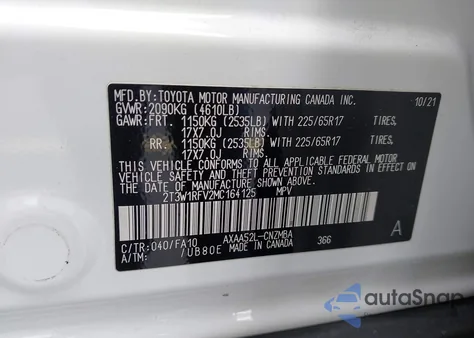 MFD.BY:TOYOTA MOTOR MANUFACTURING CANADA INC. 10/21
GVWR:2090KG (4610LB)
GAWR:FRT. 1150KG (2535LB) WITH 225/65R17 TIRES,
17X7.0J RIMS,
RR. 1150KG (2535LB) WITH 225/65R17 TIRES,
17X7.0J RIMS.
THIS VEHICLE CONFORMS TO ALL APPLICABLE FEDERAL MOTOR
VEHICLE SAFETY STANDARDS IN EFFECT ON THE DATE OF
MANUFACTURE SHOWN ABOVE.
2T3W1RFV2MC164125 MPV
C/TR:040/FA10 AXAA52L-CNZMBA 366 A
A/TM: /UB80E MADE IN CANADA
autoSnap